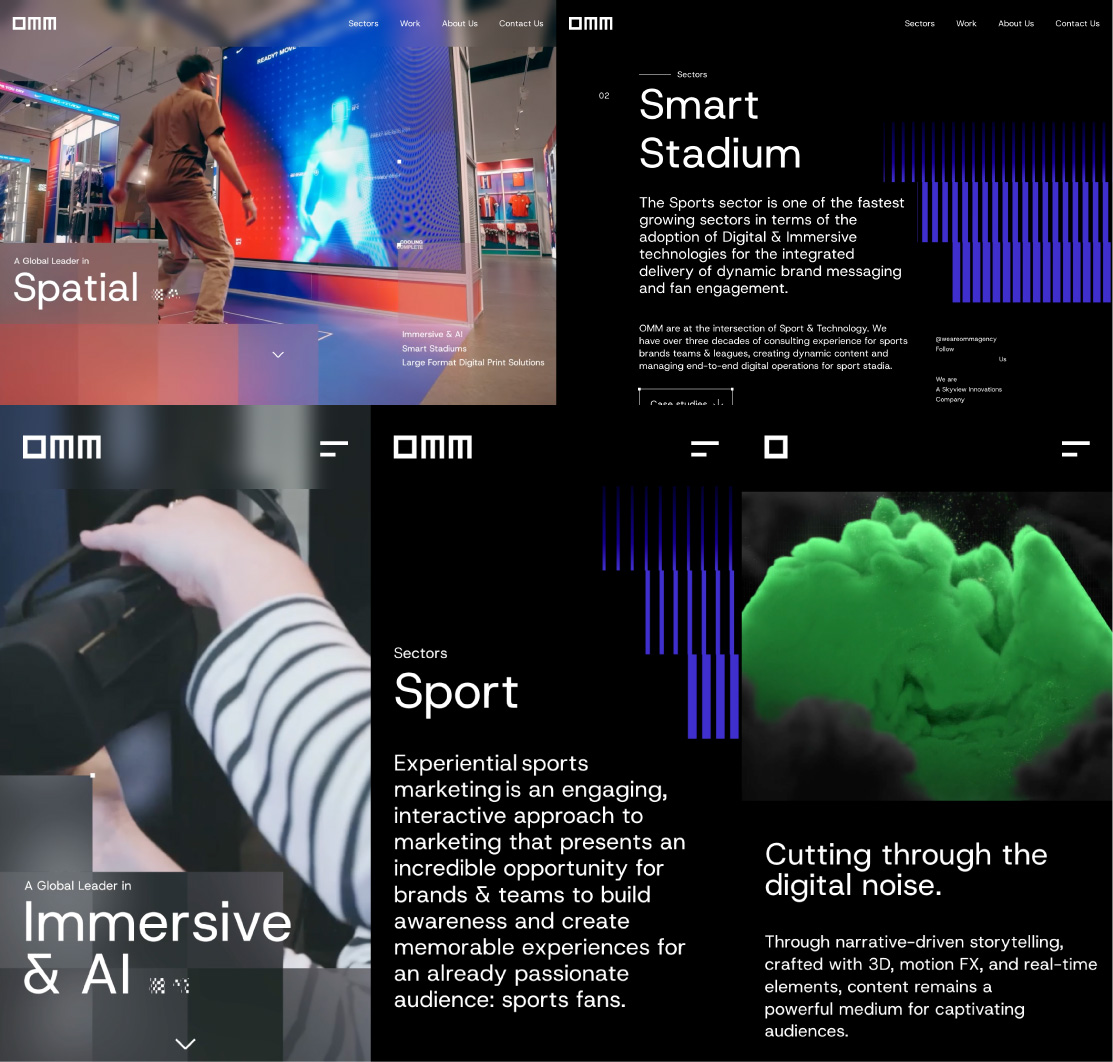 OMM
Sectors
Work
About Us
Contact Us
READY? MOVE
COOLING
COMPLETE
A Global Leader in
Spatial
Immersive & AI
Smart Stadiums
Large Format Digital Print Solutions
OMM
Sectors
Work
About Us
Contact Us
Sectors
02
Smart
Stadium
The Sports sector is one of the fastest
growing sectors in terms of the
adoption of Digital & Immersive
technologies for the integrated
delivery of dynamic brand messaging
and fan engagement.
OMM are at the intersection of Sport & Technology. We
have over three decades of consulting experience for sports
brands teams & leagues, creating dynamic content and
managing end-to-end digital operations for sport stadia.
Case studies
@weareommagency
Follow
Us
We are
A Skyview Innovations
Company
OMM
A Global Leader in
Immersive
& AI
OMM
Sectors
Sport
Experiential sports
marketing is an engaging,
interactive approach to
marketing that presents an
incredible opportunity for
brands & teams to build
awareness and create
memorable experiences for
an already passionate
audience: sports fans.
O
Cutting through the
digital noise.
Through narrative-driven storytelling,
crafted with 3D, motion FX, and real-time
elements, content remains a
powerful medium for captivating
audiences.